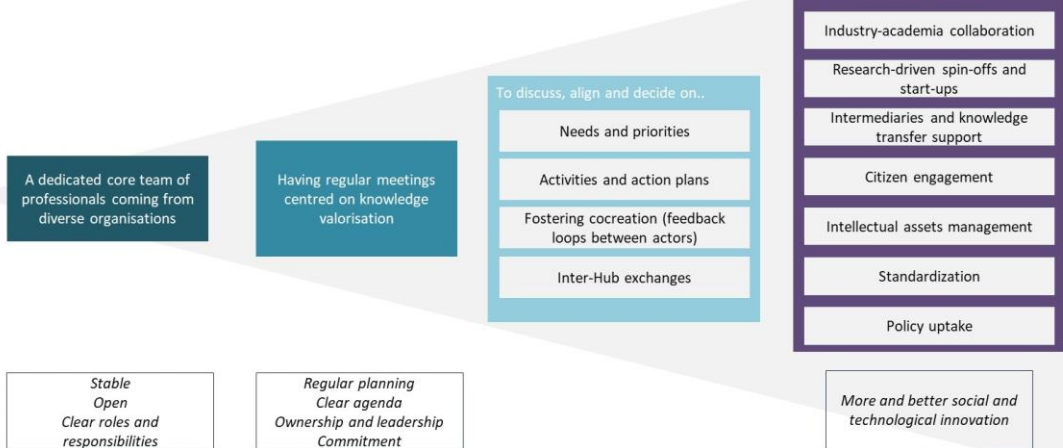 A dedicated core team of
professionals coming from
diverse organisations
Having regular meetings
centred on knowledge
valorisation
To discuss, align and decide on..
Needs and priorities
Activities and action plans
Fostering cocreation (feedback
loops between actors)
Inter-Hub exchanges
Industry-academia collaboration
Research-driven spin-offs and
start-ups
Intermediaries and knowledge
transfer support
Citizen engagement
Intellectual assets management
Standardization
Policy uptake
Stable
Open
Clear roles and
responsibilities
Regular planning
Clear agenda
Ownership and leadership
Commitment
More and better social and
technological innovation